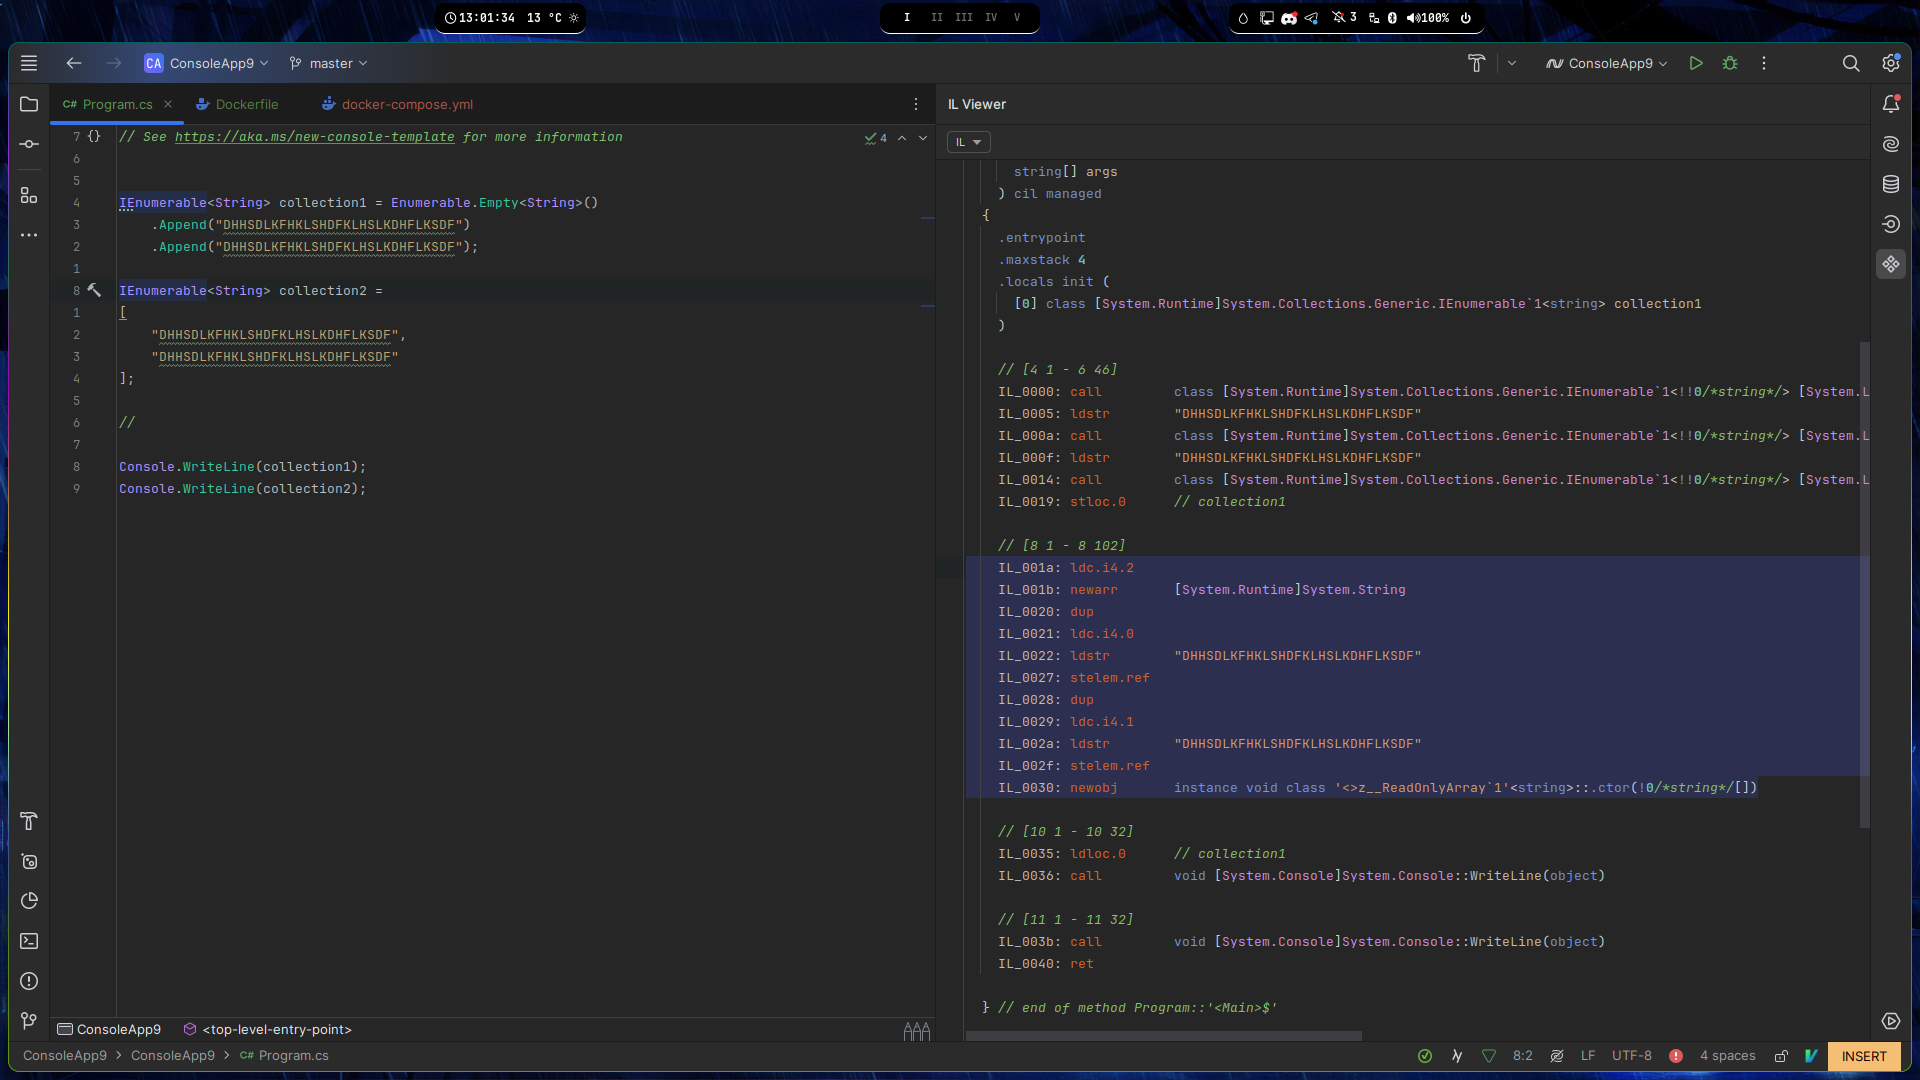 13:01:34 13 °C
I II III IV V
3 100%
CA ConsoleApp9 master
ConsoleApp9
C# Program.cs
Dockerfile
docker-compose.yml
7 {} // See https://aka.ms/new-console-template for more information
4
6
5
4 IEnumerable<String> collection1 = Enumerable.Empty<String>()
3 .Append("DHHSDLKFHKLSHDFKLHSLKDHFLKSDF")
2 .Append("DHHSDLKFHKLSHDFKLHSLKDHFLKSDF");
1
8 IEnumerable<String> collection2 =
1 [
2 "DHHSDLKFHKLSHDFKLHSLKDHFLKSDF",
3 "DHHSDLKFHKLSHDFKLHSLKDHFLKSDF"
4 ];
5
6 //
7
8 Console.WriteLine(collection1);
9 Console.WriteLine(collection2);
ConsoleApp9 <top-level-entry-point>
IL Viewer
IL
string[] args
) cil managed
{
.entrypoint
.maxstack 4
.locals init (
[0] class [System.Runtime]System.Collections.Generic.IEnumerable`1<string> collection1
)
// [4 1 - 6 46]
IL_0000: call class [System.Runtime]System.Collections.Generic.IEnumerable`1<!!0/*string*/> [System.L
IL_0005: ldstr "DHHSDLKFHKLSHDFKLHSLKDHFLKSDF"
IL_000a: call class [System.Runtime]System.Collections.Generic.IEnumerable`1<!!0/*string*/> [System.L
IL_000f: ldstr "DHHSDLKFHKLSHDFKLHSLKDHFLKSDF"
IL_0014: call class [System.Runtime]System.Collections.Generic.IEnumerable`1<!!0/*string*/> [System.L
IL_0019: stloc.0 // collection1
// [8 1 - 8 102]
IL_001a: ldc.i4.2
IL_001b: newarr [System.Runtime]System.String
IL_0020: dup
IL_0021: ldc.i4.0
IL_0022: ldstr "DHHSDLKFHKLSHDFKLHSLKDHFLKSDF"
IL_0027: stelem.ref
IL_0028: dup
IL_0029: ldc.i4.1
IL_002a: ldstr "DHHSDLKFHKLSHDFKLHSLKDHFLKSDF"
IL_002f: stelem.ref
IL_0030: newobj instance void class '<>z__ReadOnlyArray`1'<string>::.ctor(!0/*string*/[])
// [10 1 - 10 32]
IL_0035: ldloc.0 // collection1
IL_0036: call void [System.Console]System.Console::WriteLine(object)
// [11 1 - 11 32]
IL_003b: call void [System.Console]System.Console::WriteLine(object)
IL_0040: ret
} // end of method Program::'<Main>$'
ConsoleApp9 > ConsoleApp9 > C# Program.cs
8:2 LF UTF-8 4 spaces INSERT